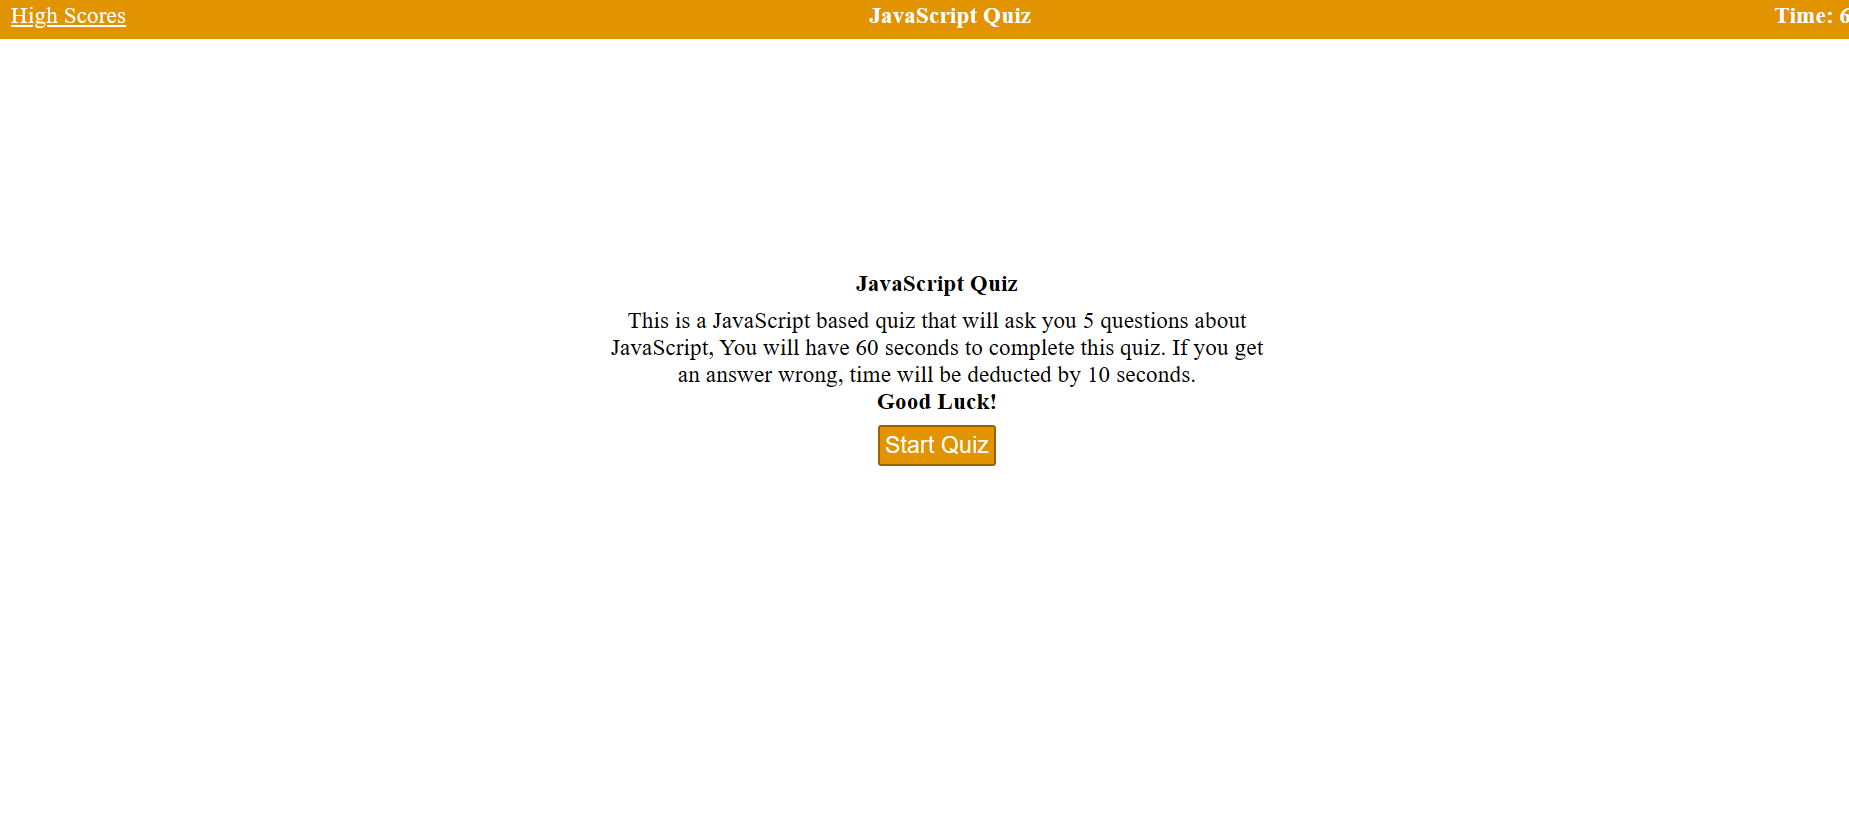 High Scores
JavaScript Quiz
Time: 6
JavaScript Quiz
This is a JavaScript based quiz that will ask you 5 questions about
JavaScript, You will have 60 seconds to complete this quiz. If you get
an answer wrong, time will be deducted by 10 seconds.
Good Luck!
Start Quiz